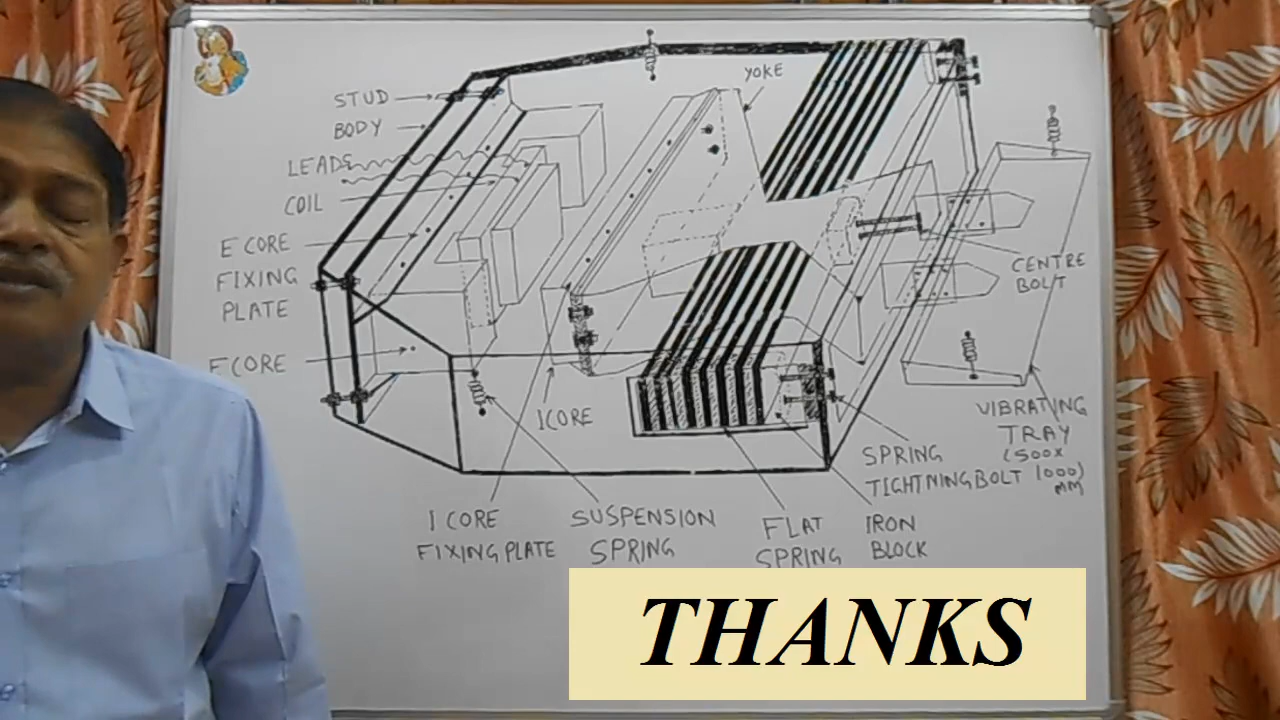 STUD
BODY
LEADS
COIL
E CORE
FIXING
PLATE
E CORE
YOKE
CENTRE
BOLT
VIBRATING
TRAY
(500X
1000)
MM
SPRING
TIGHTNING BOLT
I CORE
I CORE
FIXING PLATE
SUSPENSION
SPRING
FLAT
SPRING
IRON
BLOCK
THANKS